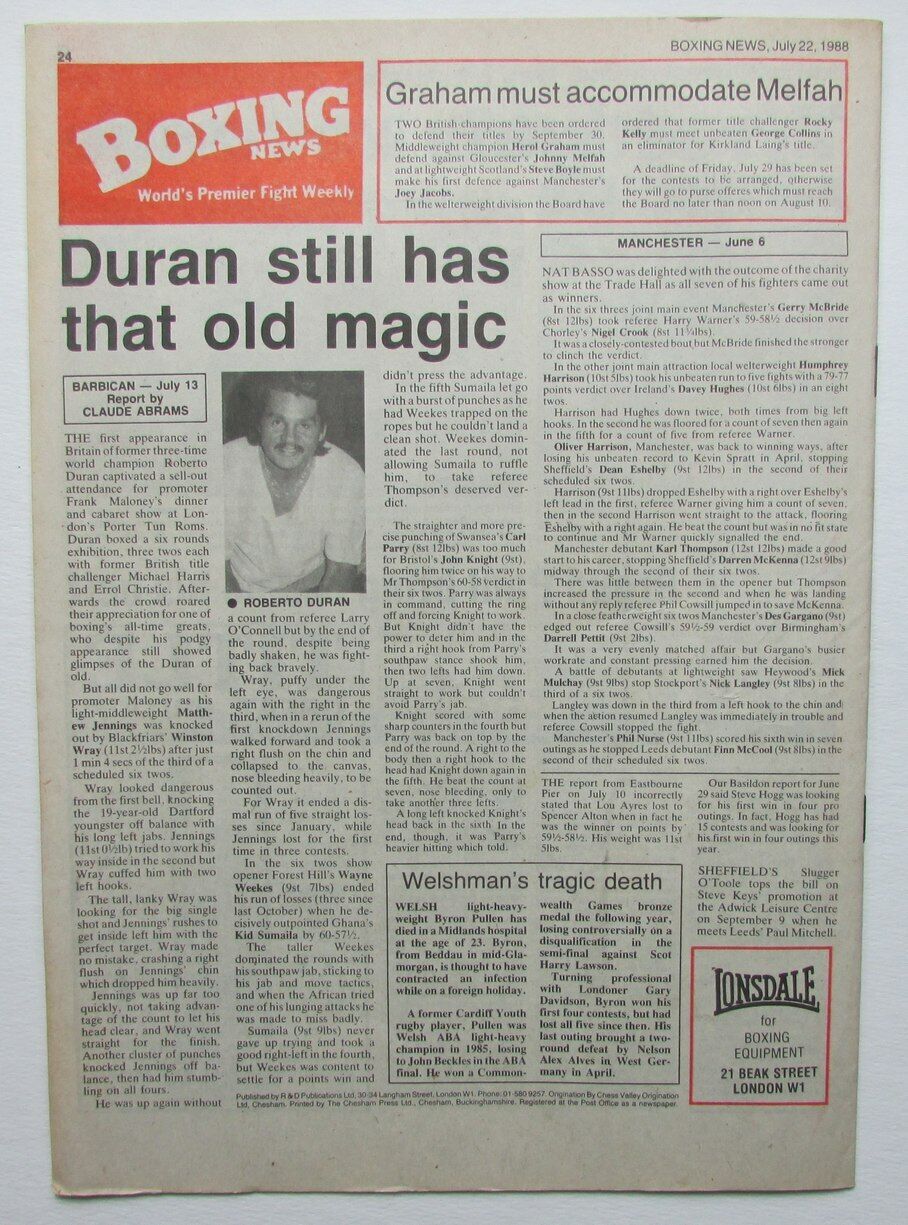 24
BOXING NEWS, July 22, 1988
BOXING
NEWS
World's Premier Fight Weekly
Graham must accommodate Melfah
TWO British champions have been ordered
to defend their titles by September 30.
Middleweight champion Herol Graham must
defend against Gloucester's Johnny Melfah
and at lightweight Scotland's Steve Boyle must
make his first defence against Manchester's
Joey Jacobs.
In the welterweight division the Board have
ordered that former title challenger Rocky
Kelly must meet unbeaten George Collins in
an eliminator for Kirkland Laing's title.
A deadline of Friday, July 29 has been set
for the contests to be arranged, otherwise
they will go to purse offeres which must reach
the Board no later than noon on August 10.
Duran still has
that old magic
BARBICAN — July 13
Report by
CLAUDE ABRAMS
THE first appearance in
Britain of former three-time
world champion Roberto
Duran captivated a sell-out
attendance for promoter
Frank Maloney's dinner
and cabaret show at Lon-
don's Porter Tun Roms.
Duran boxed a six rounds
exhibition, three twos each
with former British title
challenger Michael Harris
and Errol Christie. After-
wards the crowd roared
their appreciation for one of
boxing's all-time greats,
who despite his podgy
appearance still showed
glimpses of the Duran of
old.
But all did not go well for
promoter Maloney as his
light-middleweight Matth-
ew Jennings was knocked
out by Blackfriars' Winston
Wray (11st 2½lbs) after just
1 min 4 secs of the third of a
scheduled six twos.
Wray looked dangerous
from the first bell, knocking
the 19-year-old Dartford
youngster off balance with
his long left jabs. Jennings
(11st 0½lb) tried to work his
way inside in the second but
Wray cuffed him with two
left hooks.
The tall, lanky Wray was
looking for the big single
shot and Jennings' rushes to
get inside left him with the
perfect target. Wray made
no mistake, crashing a right
flush on Jennings' chin
which dropped him heavily.
Jennings was up far too
quickly, not taking advan-
tage of the count to let his
head clear, and Wray went
straight for the finish.
Another cluster of punches
knocked Jennings off ba-
lance, then had him stumb-
ling on all fours.
He was up again without
● ROBERTO DURAN
a count from referee Larry
O'Connell but by the end of
the round, despite being
badly shaken, he was fight-
ing back bravely.
Wray, puffy under the
left eye, was dangerous
again with the right in the
third, when in a rerun of the
first knockdown Jennings
walked forward and took a
right flush on the chin and
collapsed to the canvas,
nose bleeding heavily, to be
counted out.
For Wray it ended a dis-
mal run of five straight los-
ses since January, while
Jennings lost for the first
time in three contests.
In the six twos show
opener Forest Hill's Wayne
Weekes (9st 7lbs) ended
his run of losses (three since
last October) when he de-
cisively outpointed Ghana's
Kid Sumaila by 60-57½.
The taller Weekes
dominated the rounds with
his southpaw jab, sticking to
his jab and move tactics,
and when the African tried
one of his lunging attacks he
was made to miss badly.
Sumaila (9st 9lbs) never
gave up trying and took a
good right-left in the fourth,
but Weekes was content to
settle for a points win and
didn't press the advantage.
In the fifth Sumaila let go
with a burst of punches as he
had Weekes trapped on the
ropes but he couldn't land a
clean shot. Weekes domin-
ated the last round, not
allowing Sumaila to ruffle
him, to take referee
Thompson's deserved ver-
dict.
The straighter and more pre-
cise punching of Swansea's Carl
Parry (8st 12lbs) was too much
for Bristol's John Knight (9st),
flooring him twice on his way to
Mr Thompson's 60-58 verdict in
their six twos. Parry was always
in command, cutting the ring
off and forcing Knight to work.
But Knight didn't have the
power to deter him and in the
third a right hook from Parry's
southpaw stance shook him,
then two lefts had him down.
Up at seven, Knight went
straight to work but couldn't
avoid Parry's jab.
Knight scored with some
sharp counters in the fourth but
Parry was back on top by the
end of the round. A right to the
body then a right hook to the
head had Knight down again in
the fifth. He beat the count at
seven, nose bleeding, only to
take another three lefts.
A long left knocked Knight's
head back in the sixth In the
end, though, it was Parry's
heavier hitting which told.
MANCHESTER — June 6
NAT BASSO was delighted with the outcome of the charity
show at the Trade Hall as all seven of his fighters came out
as winners.
In the six threes joint main event Manchester's Gerry McBride
(8st 12lbs) took referee Harry Warner's 59-58½ decision over
Chorley's Nigel Crook (8st 11¾lbs).
It was a closely-contested bout but McBride finished the stronger
to clinch the verdict.
In the other joint main attraction local welterweight Humphrey
Harrison (10st 5lbs) took his unbeaten run to five fights with a 79-77
points verdict over Ireland's Davey Hughes (10st 6lbs) in an eight
twos.
Harrison had Hughes down twice, both times from big left
hooks. In the second he was floored for a count of seven then again
in the fifth for a count of five from referee Warner.
Oliver Harrison, Manchester, was back to winning ways, after
losing his unbeaten record to Kevin Spratt in April, stopping
Sheffield's Dean Eshelby (9st 12lbs) in the second of their
scheduled six twos.
Harrison (9st 11lbs) dropped Eshelby with a right over Eshelby's
left lead in the first, referee Warner giving him a count of seven,
then in the second Harrison went straight to the attack, flooring
Eshelby with a right again. He beat the count but was in no fit state
to continue and Mr Warner quickly signalled the end.
Manchester debutant Karl Thompson (12st 12lbs) made a good
start to his career, stopping Sheffield's Darren McKenna (12st 9lbs)
midway through the second of their six twos.
There was little between them in the opener but Thompson
increased the pressure in the second and when he was landing
without any reply referee Phil Cowsill jumped in to save McKenna.
In a close featherweight six twos Manchester's Des Gargano (9st)
edged out referee Cowsill's 59½-59 verdict over Birmingham's
Darrell Pettit (9st 2lbs).
It was a very evenly matched affair but Gargano's busier
workrate and constant pressing earned him the decision.
A battle of debutants at lightweight saw Heywood's Mick
Mulchay (9st 9lbs) stop Stockport's Nick Langley (9st 8lbs) in the
third of a six twos.
Langley was down in the third from a left hook to the chin and
when the action resumed Langley was immediately in trouble and
referee Cowsill stopped the fight.
Manchester's Phil Nurse (9st 11lbs) scored his sixth win in seven
outings as he stopped Leeds debutant Finn McCool (9st 8lbs) in the
second of their scheduled six twos.
THE report from Eastbourne
Pier on July 10 incorrectly
stated that Lou Ayres lost to
Spencer Alton when in fact he
was the winner on points by
59½-58½. His weight was 11st
5lbs.
Our Basildon report for June
29 said Steve Hogg was looking
for his first win in four pro
outings. In fact, Hogg has had
15 contests and was looking for
his first win in four outings this
year.
SHEFFIELD'S Slugger
O'Toole tops the bill on
Steve Keys' promotion at
the Adwick Leisure Centre
on September 9 when he
meets Leeds' Paul Mitchell.
Welshman's tragic death
WELSH light-heavy-
weight Byron Pullen has
died in a Midlands hospital
at the age of 23. Byron,
from Beddau in mid-Gla-
morgan, is thought to have
contracted an infection
while on a foreign holiday.
A former Cardiff Youth
rugby player, Pullen was
Welsh ABA light-heavy
champion in 1985, losing
to John Beckles in the ABA
final. He won a Common-
wealth Games bronze
medal the following year,
losing controversially on a
disqualification in the
semi-final against Scot
Harry Lawson.
Turning professional
with Londoner Gary
Davidson, Byron won his
first four contests, but had
lost all five since then. His
last outing brought a two-
round defeat by Nelson
Alex Alves in West Ger-
many in April.
LONSDALE
for
BOXING
EQUIPMENT
21 BEAK STREET
LONDON W1
Published by R & D Publications Ltd, 30-34 Langham Street, London W1. Phone: 01-580 9257. Origination By Chess Valley Origination
Ltd, Chesham. Printed by The Chesham Press Ltd., Chesham, Buckinghamshire. Registered at the Post Office as a newspaper.